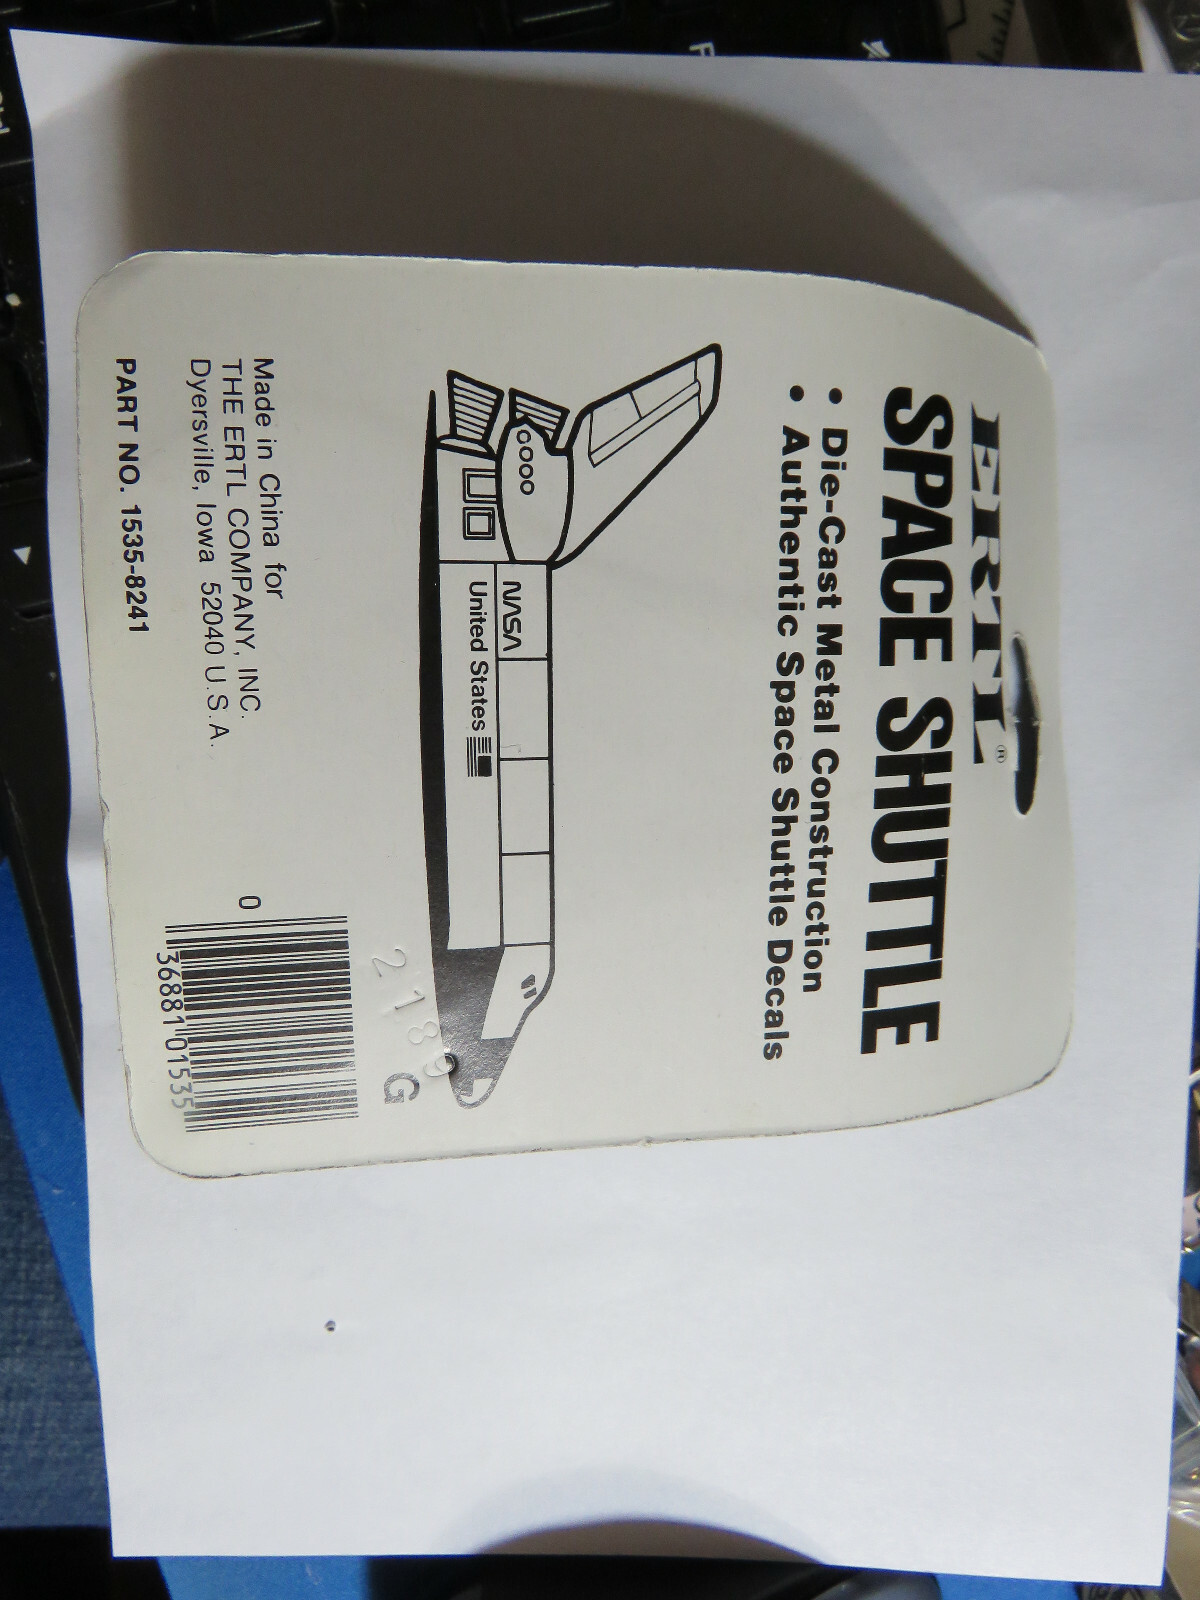 ERTL®
SPACE SHUTTLE
• Die-Cast Metal Construction
• Authentic Space Shuttle Decals
NASA
United States
2189
G
Made in China for
THE ERTL COMPANY, INC.
Dyersville, Iowa 52040 U.S.A.
PART NO. 1535-8241
0 36881 01535